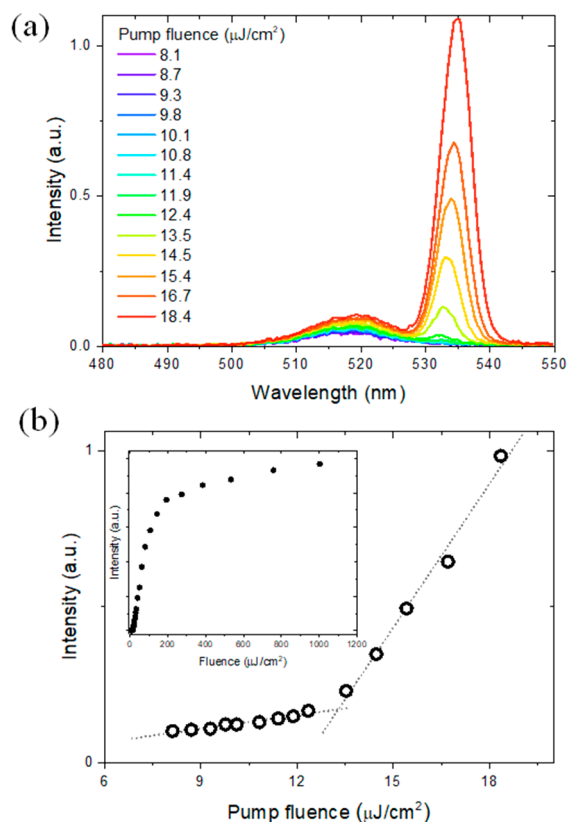 (a)
Pump fluence (μJ/cm²)
8.1
8.7
9.3
9.8
10.1
10.8
11.4
11.9
12.4
13.5
14.5
15.4
16.7
18.4
1.0
0.5
0.0
Intensity (a.u.)
480 490 500 510 520 530 540 550
Wavelength (nm)
(b)
1
0
Intensity (a.u.)
Intensity (a.u.)
0 200 400 600 800 1000 1200
Fluence (μJ/cm²)
6 9 12 15 18
Pump fluence (μJ/cm²)